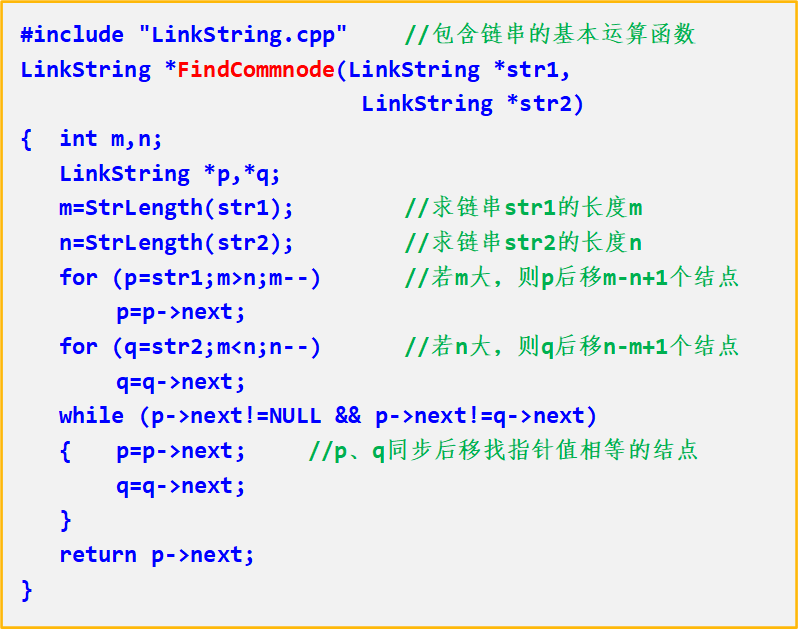 #include "LinkString.cpp" //包含链串的基本运算函数
LinkString *FindCommnode(LinkString *str1,
LinkString *str2)
{ int m,n;
LinkString *p,*q;
m=StrLength(str1); //求链串str1的长度m
n=StrLength(str2); //求链串str2的长度n
for (p=str1;m>n;m--) //若m大，则p后移m-n+1个结点
p=p->next;
for (q=str2;m<n;n--) //若n大，则q后移n-m+1个结点
q=q->next;
while (p->next!=NULL && p->next!=q->next)
{ p=p->next; //p、q同步后移找指针值相等的结点
q=q->next;
}
return p->next;
}